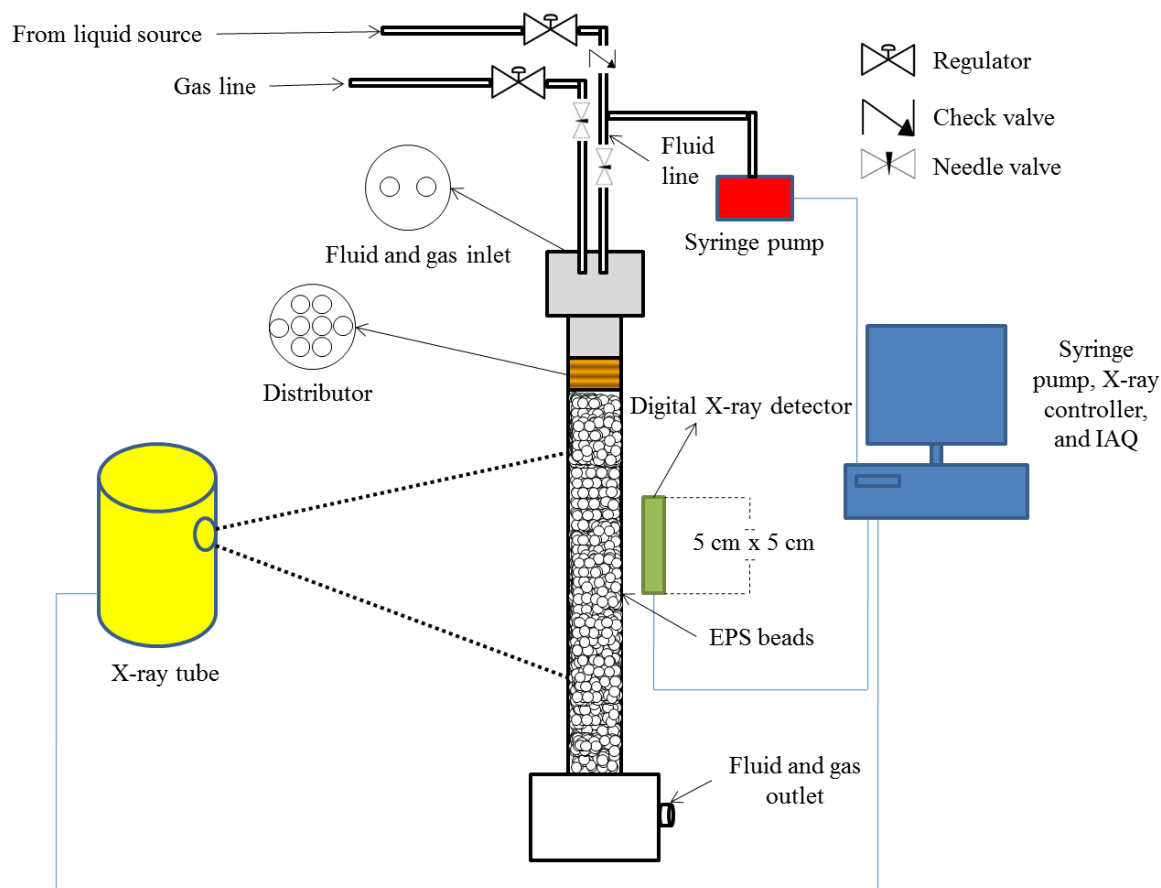 From liquid source
Gas line
Regulator
Check valve
Needle valve
Fluid
line
Syringe pump
Fluid and gas inlet
Distributor
Digital X-ray detector
Syringe
pump, X-ray
controller,
and IAQ
5 cm x 5 cm
EPS beads
X-ray tube
Fluid and gas
outlet